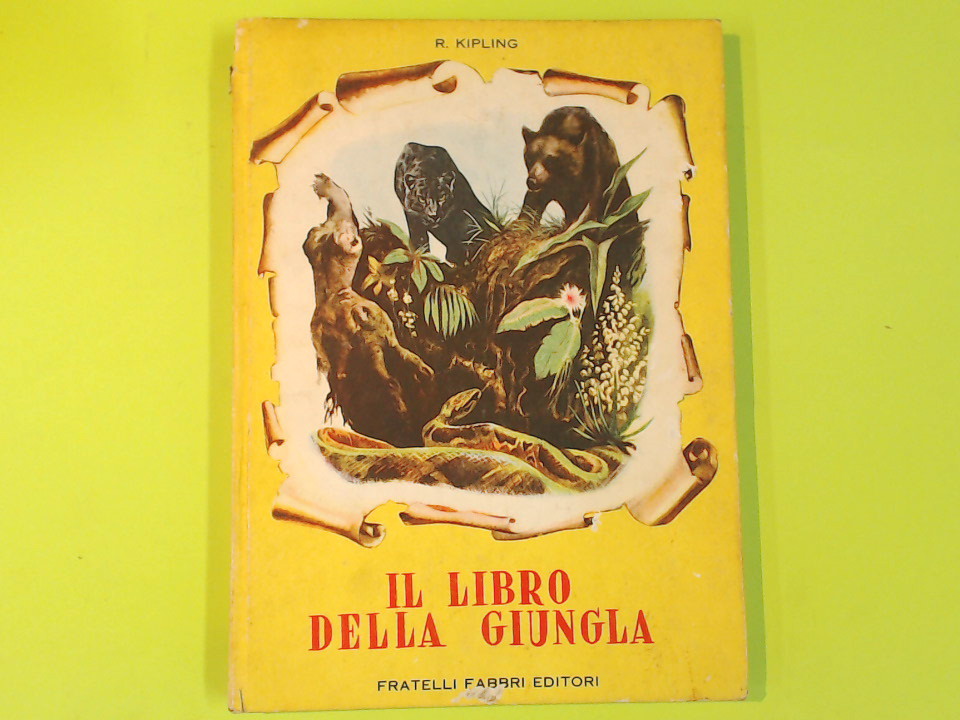 R. KIPLING
IL LIBRO
DELLA GIUNGLA
FRATELLI FABBRI EDITORI